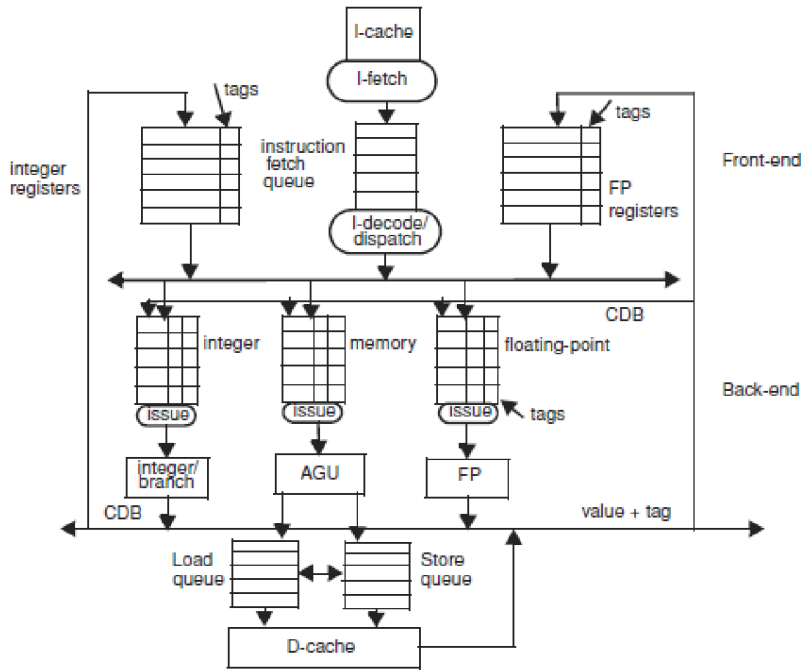 I-cache
I-fetch
tags
tags
integer
registers
instruction
fetch
queue
FP
registers
Front-end
I-decode/
dispatch
CDB
integer
memory
floating-point
Back-end
issue
issue
issue
tags
integer/
branch
AGU
FP
CDB
value + tag
Load
queue
Store
queue
D-cache